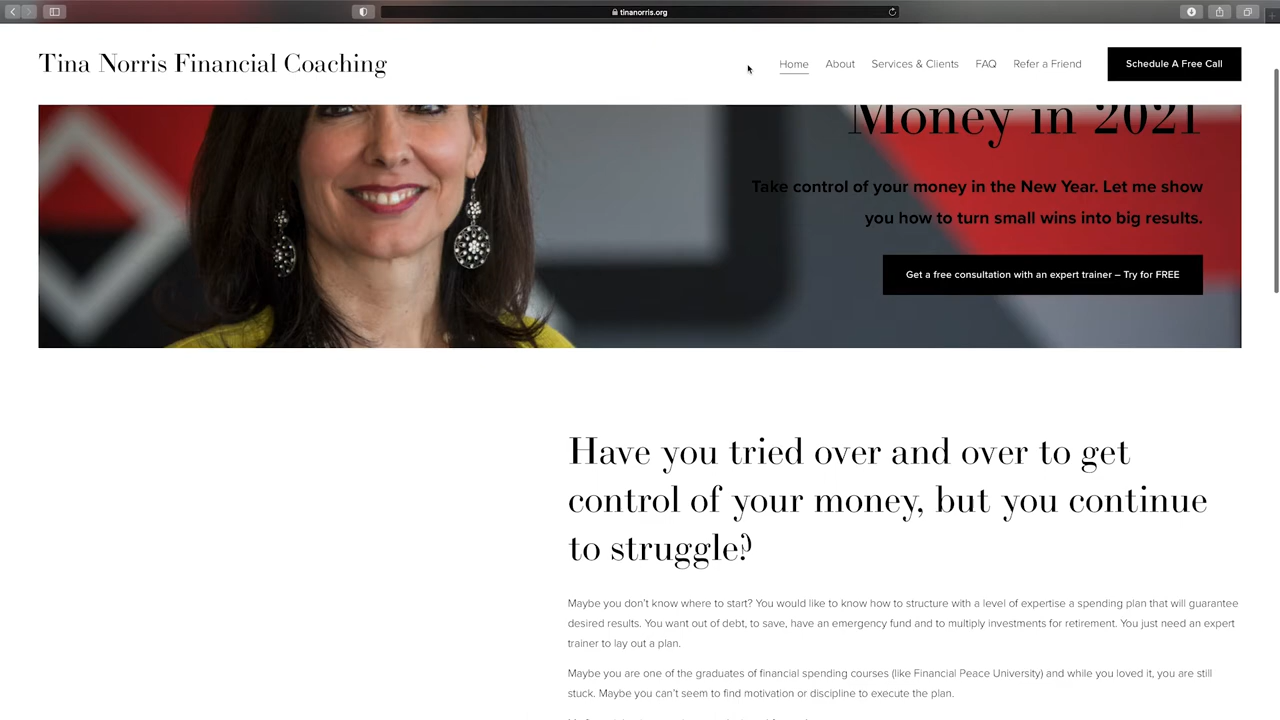 tinanorris.org
Tina Norris Financial Coaching
Home About Services & Clients FAQ Refer a Friend Schedule A Free Call
Money in 2021
Take control of your money in the New Year. Let me show
you how to turn small wins into big results.
Get a free consultation with an expert trainer – Try for FREE
Have you tried over and over to get
control of your money, but you continue
to struggle?
Maybe you don't know where to start? You would like to know how to structure with a level of expertise a spending plan that will guarantee
desired results. You want out of debt, to save, have an emergency fund and to multiply investments for retirement. You just need an expert
trainer to lay out a plan.
Maybe you are one of the graduates of financial spending courses (like Financial Peace University) and while you loved it, you are still
stuck. Maybe you can't seem to find motivation or discipline to execute the plan.